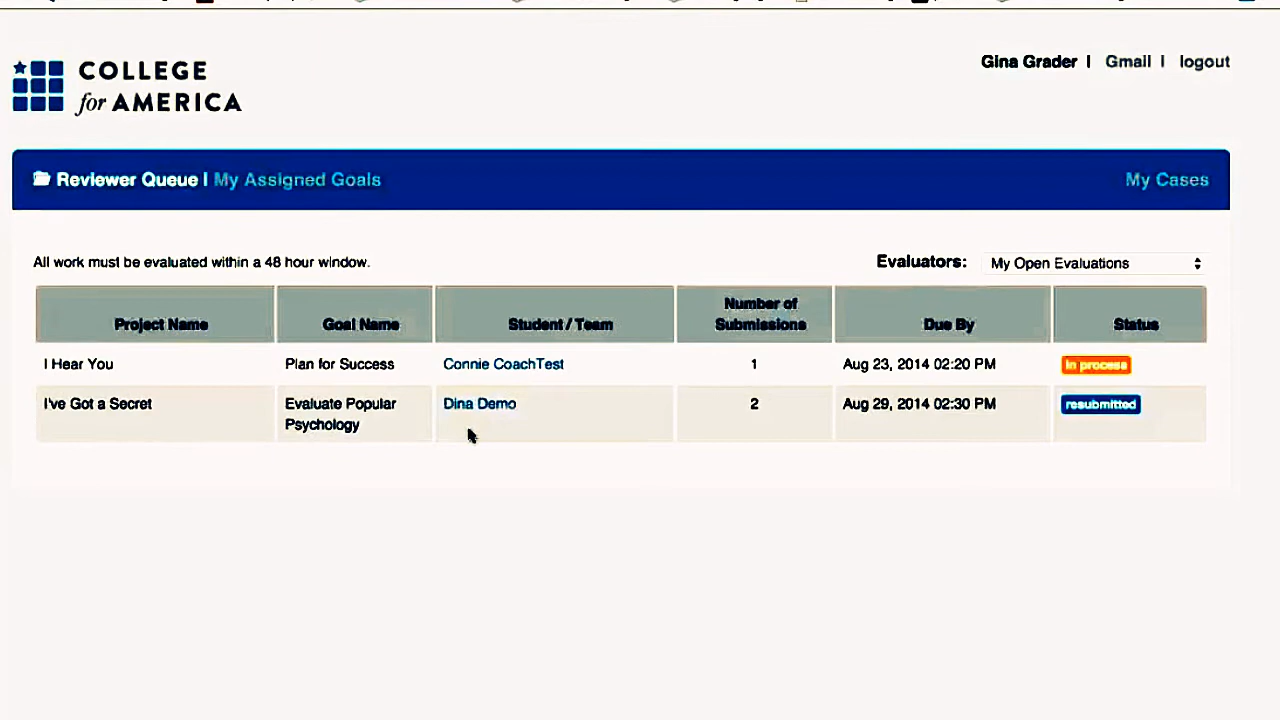 COLLEGE
for AMERICA
Gina Grader | Gmail | logout
Reviewer Queue | My Assigned Goals
My Cases
All work must be evaluated within a 48 hour window.
Evaluators: My Open Evaluations
Project Name Goal Name Student / Team Number of Submissions Due By Status
I Hear You Plan for Success Connie CoachTest 1 Aug 23, 2014 02:20 PM in process
I've Got a Secret Evaluate Popular Psychology Dina Demo 2 Aug 29, 2014 02:30 PM resubmitted